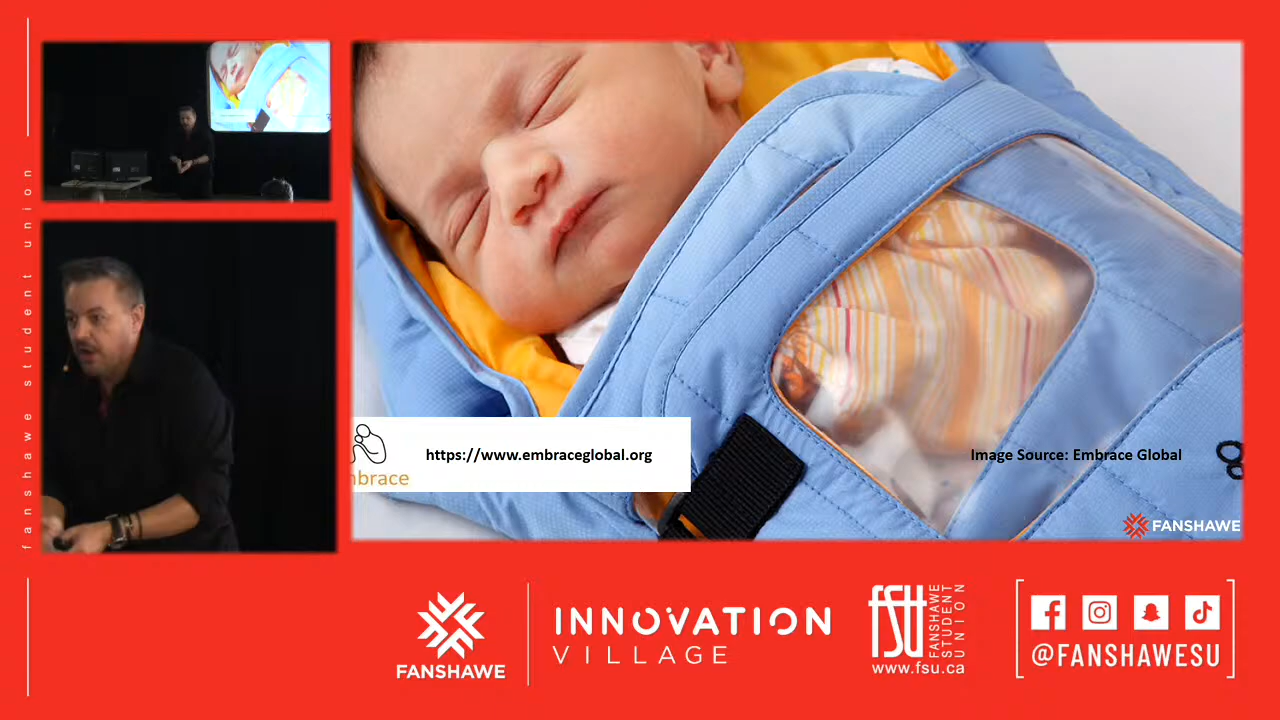 fanshawe student union
https://www.embraceglobal.org
mbrace
Image Source: Embrace Global
FANSHAWE
FANSHAWE
INNOVATION
VILLAGE
fsu
FANSHAWE
STUDENT
UNION
www.fsu.ca
@FANSHAWESU